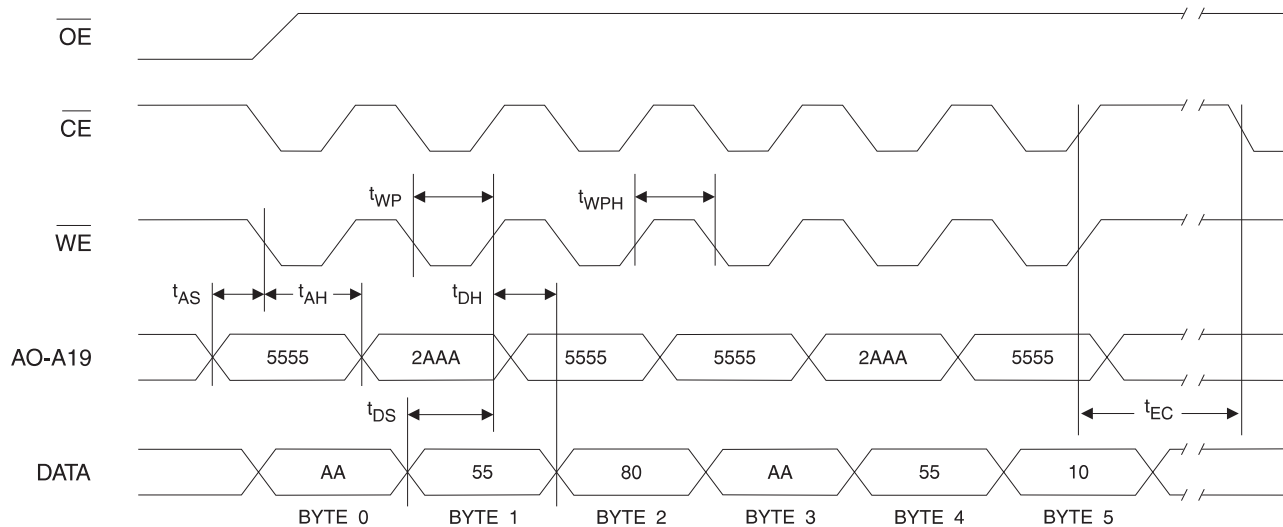 OE
CE
tWP
tWPH
WE
tAS
tAH
tDH
AO-A19
5555
2AAA
5555
5555
2AAA
5555
tDS
tEC
DATA
AA
55
80
AA
55
10
BYTE 0
BYTE 1
BYTE 2
BYTE 3
BYTE 4
BYTE 5